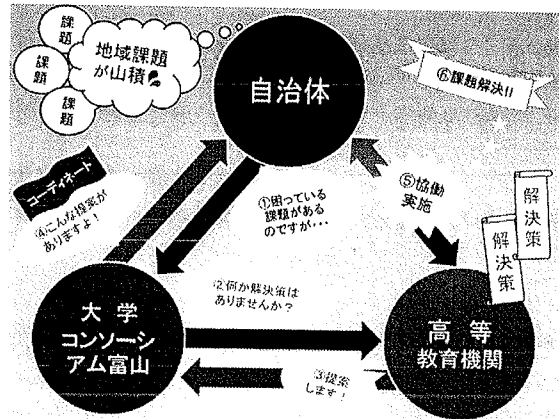 課
題
課
題
課
題
地域課題
が山積
自治体
⑥課題解決!!
コーディネート
④こんな提案が
ありますよ!
①困っている
課題がある
のですが・・・
⑤協働
実施
解決策
解決策
②何か解決策は
ありませんか?
大学
コンソーシ
アム富山
高等
教育機関
③提案
します!